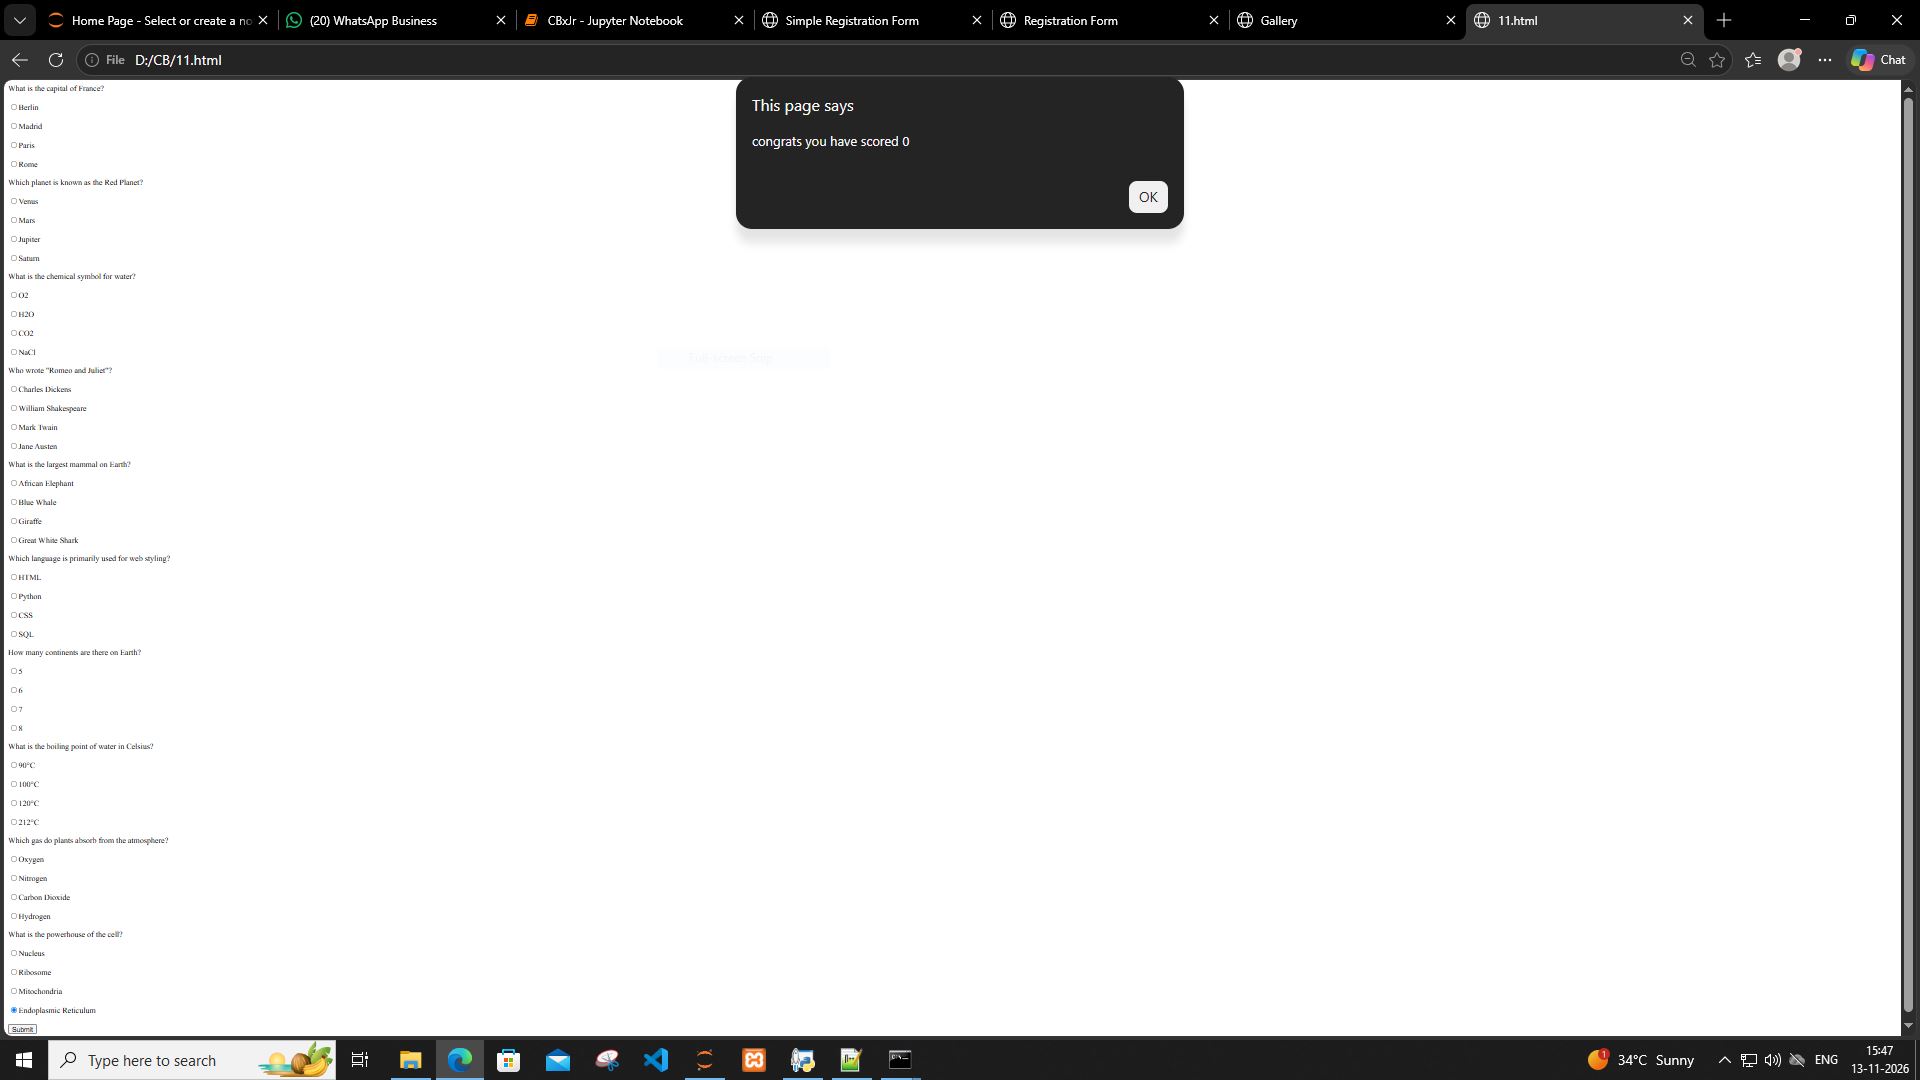 Home Page - Select or create a no
(20) WhatsApp Business
CBxJr - Jupyter Notebook
Simple Registration Form
Registration Form
Gallery
11.html
File D:/CB/11.html
Chat
This page says
congrats you have scored 0
OK
What is the capital of France?
Berlin
Madrid
Paris
Rome
Which planet is known as the Red Planet?
Venus
Mars
Jupiter
Saturn
What is the chemical symbol for water?
O2
H2O
CO2
NaCl
Who wrote "Romeo and Juliet"?
Charles Dickens
William Shakespeare
Mark Twain
Jane Austen
What is the largest mammal on Earth?
African Elephant
Blue Whale
Giraffe
Great White Shark
Which language is primarily used for web styling?
HTML
Python
CSS
SQL
How many continents are there on Earth?
5
6
7
8
What is the boiling point of water in Celsius?
90°C
100°C
120°C
212°C
Which gas do plants absorb from the atmosphere?
Oxygen
Nitrogen
Carbon Dioxide
Hydrogen
What is the powerhouse of the cell?
Nucleus
Ribosome
Mitochondria
Endoplasmic Reticulum
Submit
Type here to search
1
34°C Sunny
ENG
15:47
13-11-2026